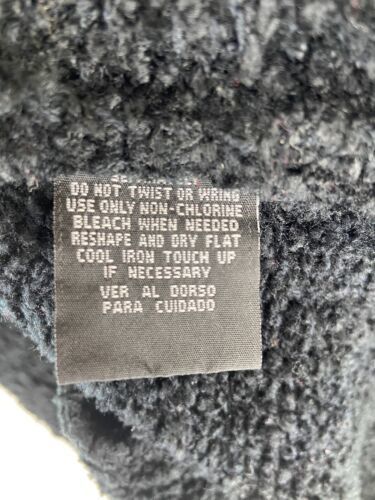 DO NOT TWIST OR WRING
USE ONLY NON-CHLORINE
BLEACH WHEN NEEDED
RESHAPE AND DRY FLAT
COOL IRON TOUCH UP
IF NECESSARY
VER AL DORSO
PARA CUIDADO